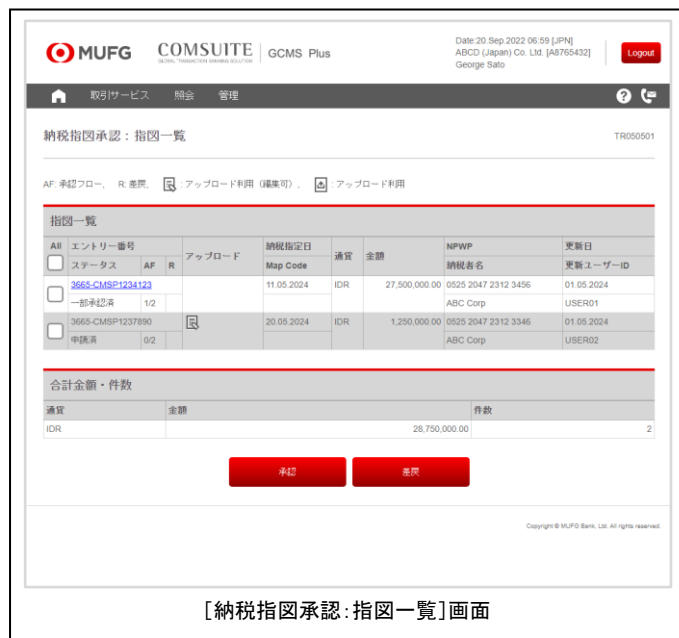 MUFG COMSUITE GCMS Plus
GLOBAL TRANSACTION BANKING SOLUTION
Date:20.Sep.2022 06:59 [JPN]
ABCD (Japan) Co. Ltd. [A8765432]
George Sato
Logout
取引サービス 照会 管理
納税指図承認：指図一覧
TR050501
AF: 承認フロー、 R: 差戻、 : アップロード利用（編集可）、 : アップロード利用
指図一覧
All エントリー番号 アップロード 納税指定日 通貨 金額 NPWP 更新日
ステータス AF R Map Code 納税者名 更新ユーザーID
3665-CMSP1234123 11.05.2024 IDR 27,500,000.00 0525 2047 2312 3456 01.05.2024
一部承認済 1/2 ABC Corp USER01
3665-CMSP1237890 20.05.2024 IDR 1,250,000.00 0525 2047 2312 3346 01.05.2024
申請済 0/2 ABC Corp USER02
合計金額・件数
通貨 金額 件数
IDR 28,750,000.00 2
承認 差戻
Copyright © MUFG Bank, Ltd. All rights reserved.
[納税指図承認：指図一覧]画面